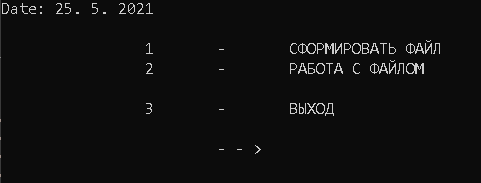 Date: 25. 5. 2021
1 - СФОРМИРОВАТЬ ФАЙЛ
2 - РАБОТА С ФАЙЛОМ
3 - ВЫХОД
- - >